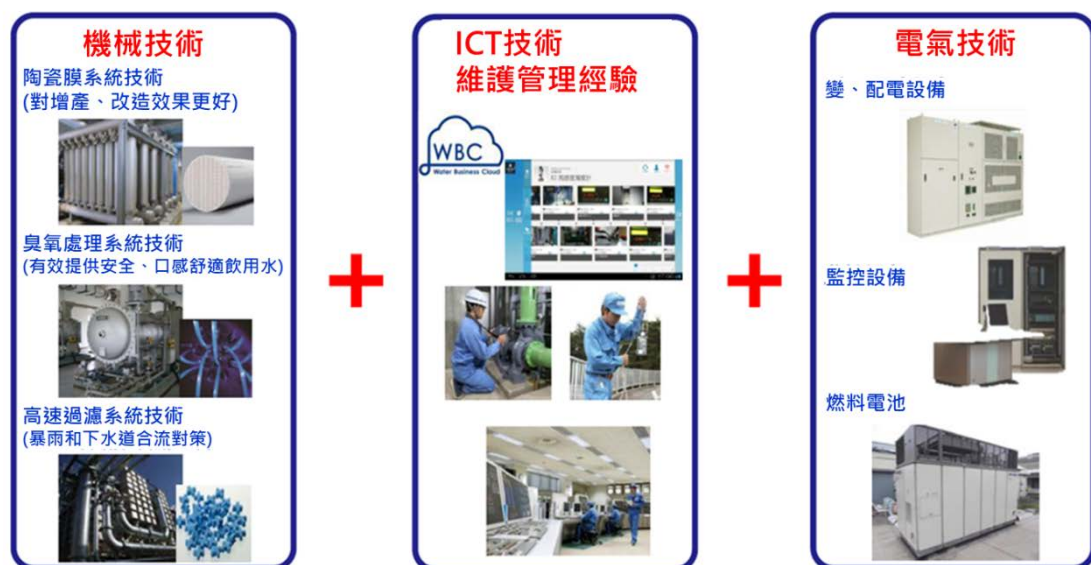 機械技術
陶瓷膜系統技術
(對增產、改造效果更好)
臭氧處理系統技術
(有效提供安全、口感舒適飲用水)
高速過濾系統技術
(暴雨和下水道合流對策)
+
ICT技術
維護管理經驗
WBC
Water Business Cloud
+
電氣技術
變、配電設備
監控設備
燃料電池